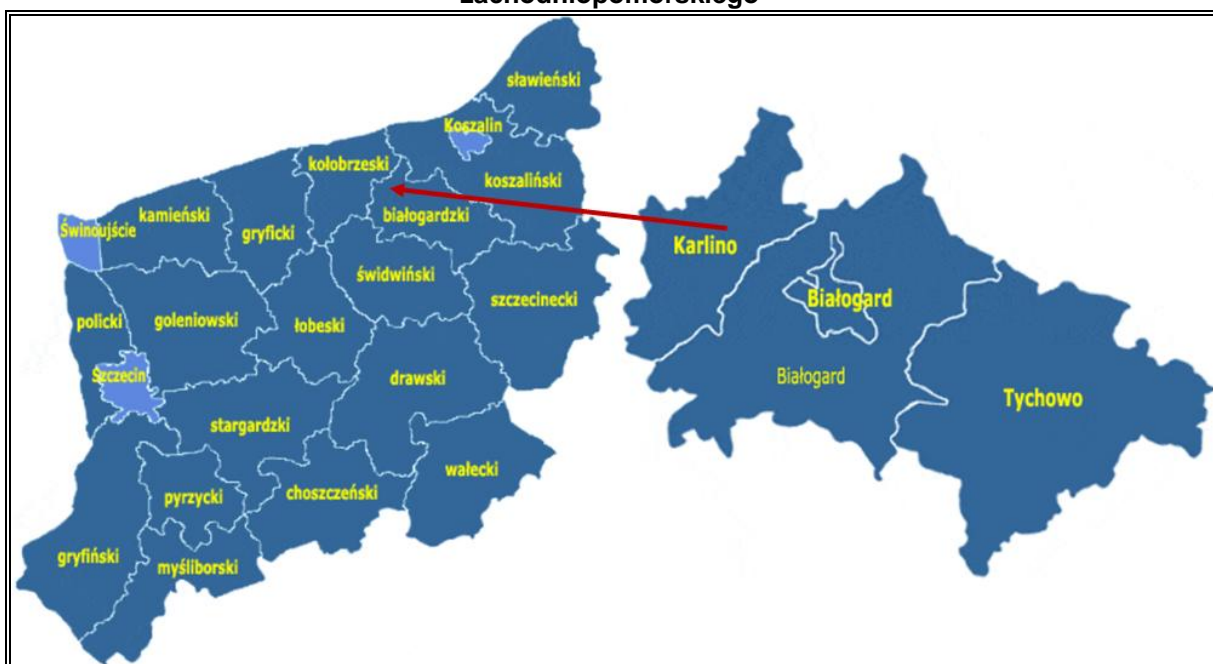 zachodniopomorskiego
sławieński
Koszalin
kołobrzeski
koszaliński
kamieński
białogardzki
Świnoujście
gryficki
świdwiński
szczecinecki
policki
goleniowski
łobeski
Szczecin
drawski
stargardzki
wałecki
pyrzycki
choszczeński
gryfiński
myśliborski
Karlino
Białogard
Białogard
Tychowo